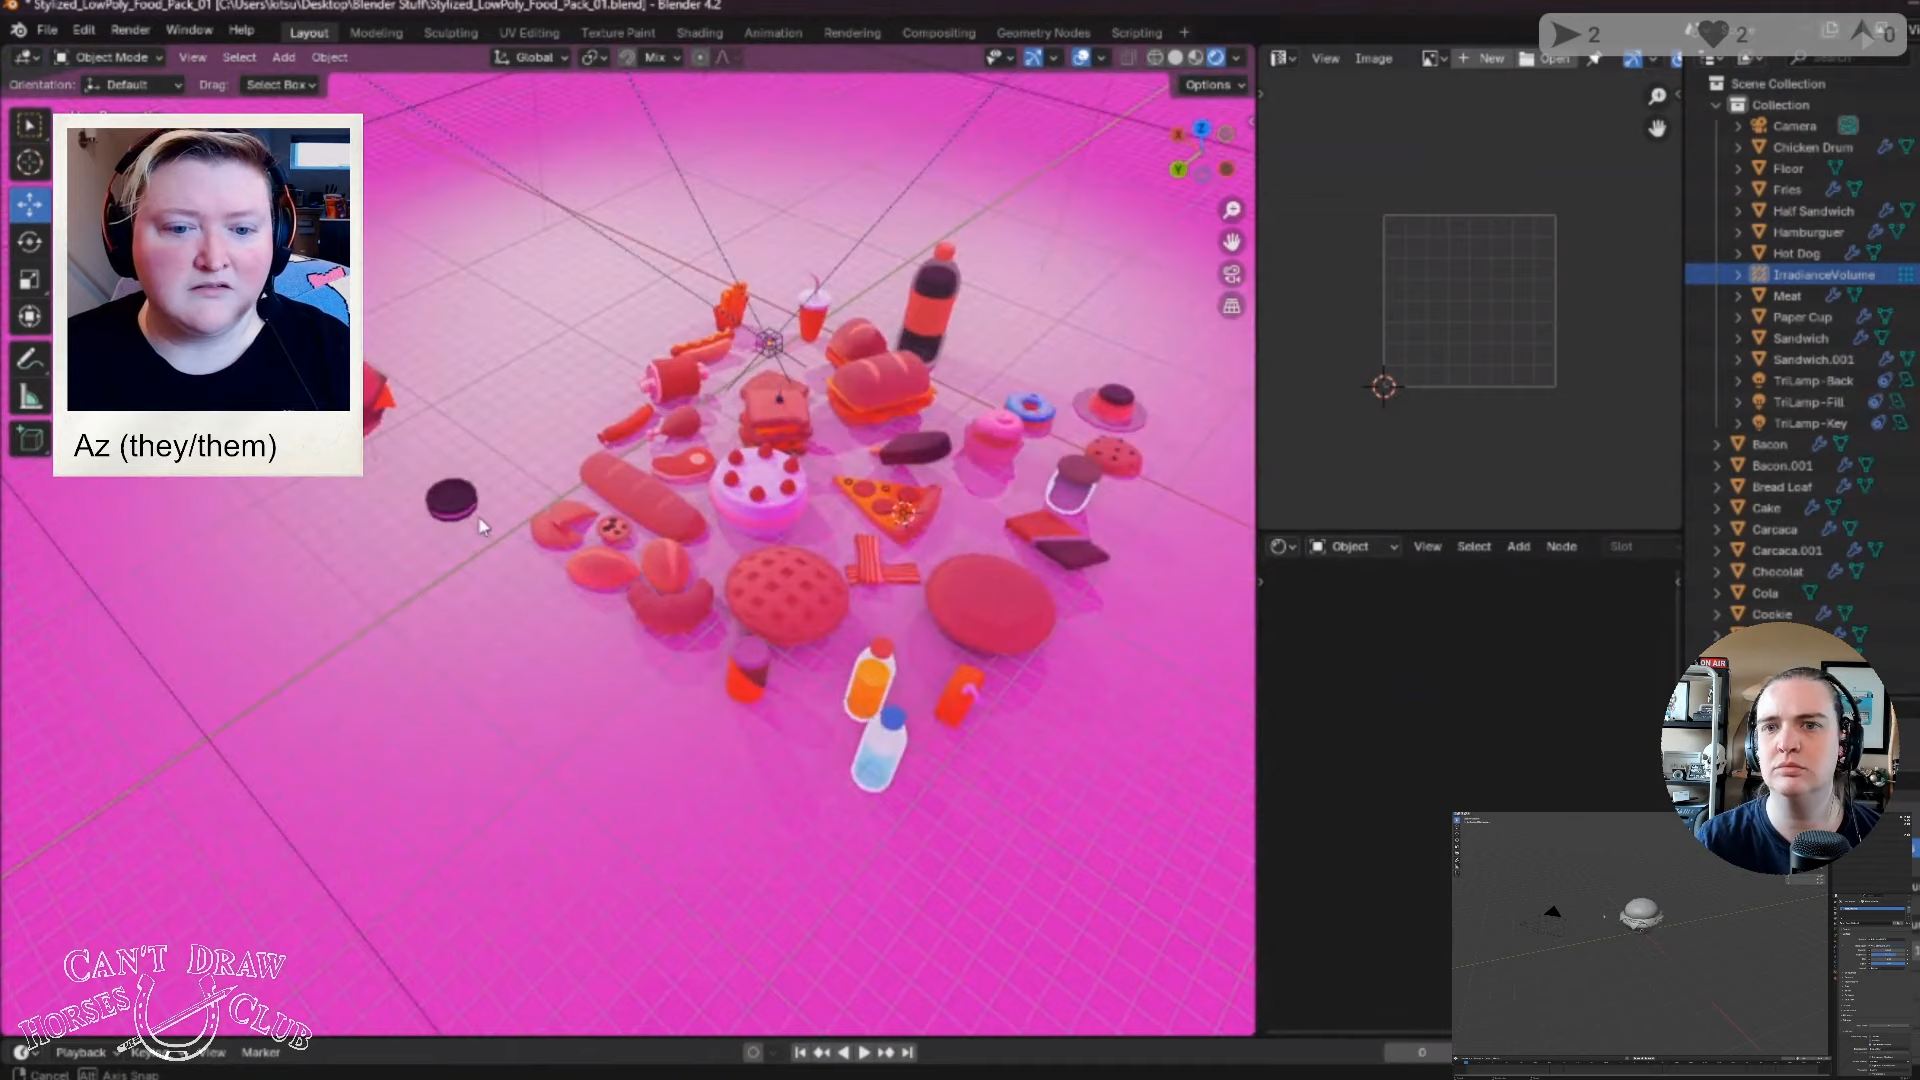 * Stylized_LowPoly_Food_Pack_01 [C:\Users\kitsu\Desktop\Blender Stuff\Stylized_LowPoly_Food_Pack_01.blend] - Blender 4.2
File Edit Render Window Help Layout Modeling Sculpting UV Editing Texture Paint Shading Animation Rendering Compositing Geometry Nodes Scripting +
2 2 0
Object Mode View Select Add Object Global Mix
View Image + New Open
Orientation: Default Drag: Select Box Options
Scene Collection
Collection
Camera
Chicken Drum
Floor
Fries
Half Sandwich
Hamburguer
Hot Dog
IrradianceVolume
Meat
Paper Cup
Sandwich
Sandwich.001
TriLamp-Back
TriLamp-Fill
TriLamp-Key
Bacon
Bacon.001
Bread Loaf
Cake
Carcaca
Carcaca.001
Chocolat
Cola
Cookie
Az (they/them)
Object View Select Add Node Slot
ON AIR
CAN'T DRAW
HORSES CLUB
Playback View Marker
0
Cancel Alt Axis Snap